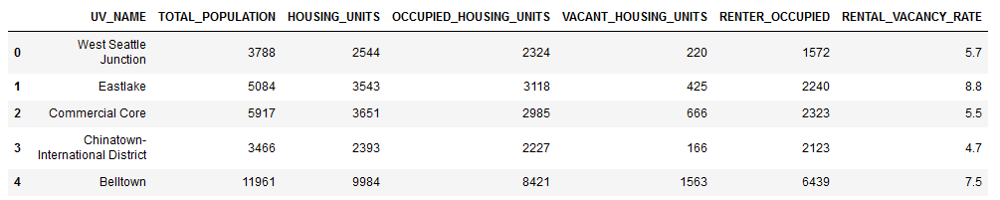 UV_NAME TOTAL_POPULATION HOUSING_UNITS OCCUPIED_HOUSING_UNITS VACANT_HOUSING_UNITS RENTER_OCCUPIED RENTAL_VACANCY_RATE
0 West Seattle Junction 3788 2544 2324 220 1572 5.7
1 Eastlake 5084 3543 3118 425 2240 8.8
2 Commercial Core 5917 3651 2985 666 2323 5.5
3 Chinatown-International District 3466 2393 2227 166 2123 4.7
4 Belltown 11961 9984 8421 1563 6439 7.5